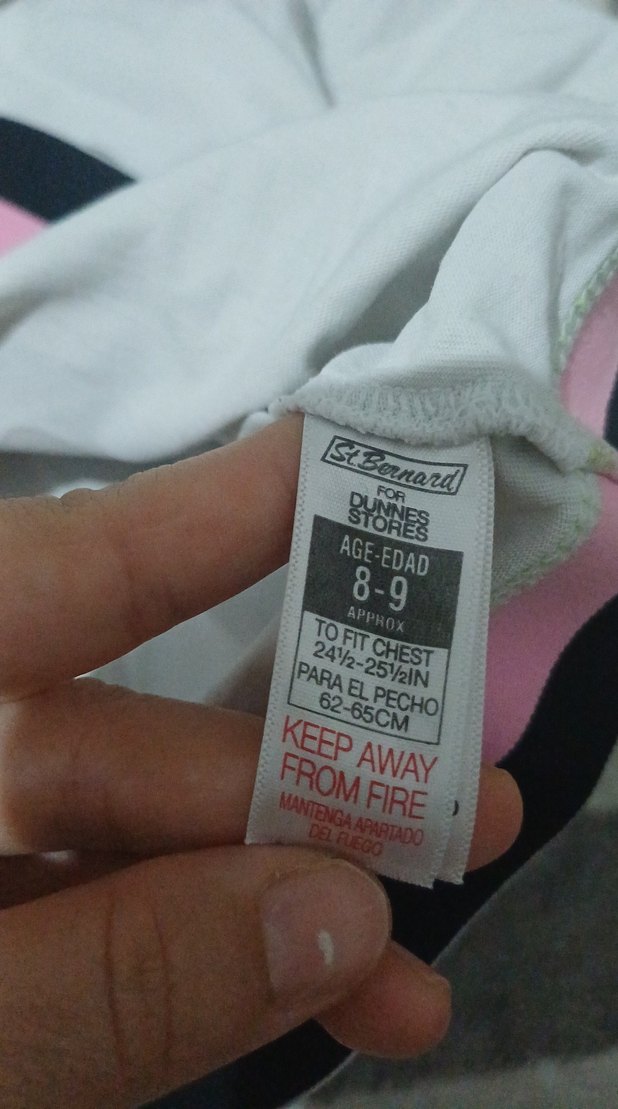 St.Bernard
FOR
DUNNES
STORES
AGE-EDAD
8-9
APPROX
TO FIT CHEST
24½-25½IN
PARA EL PECHO
62-65CM
KEEP AWAY
FROM FIRE
MANTENGA APARTADO
DEL FUEGO